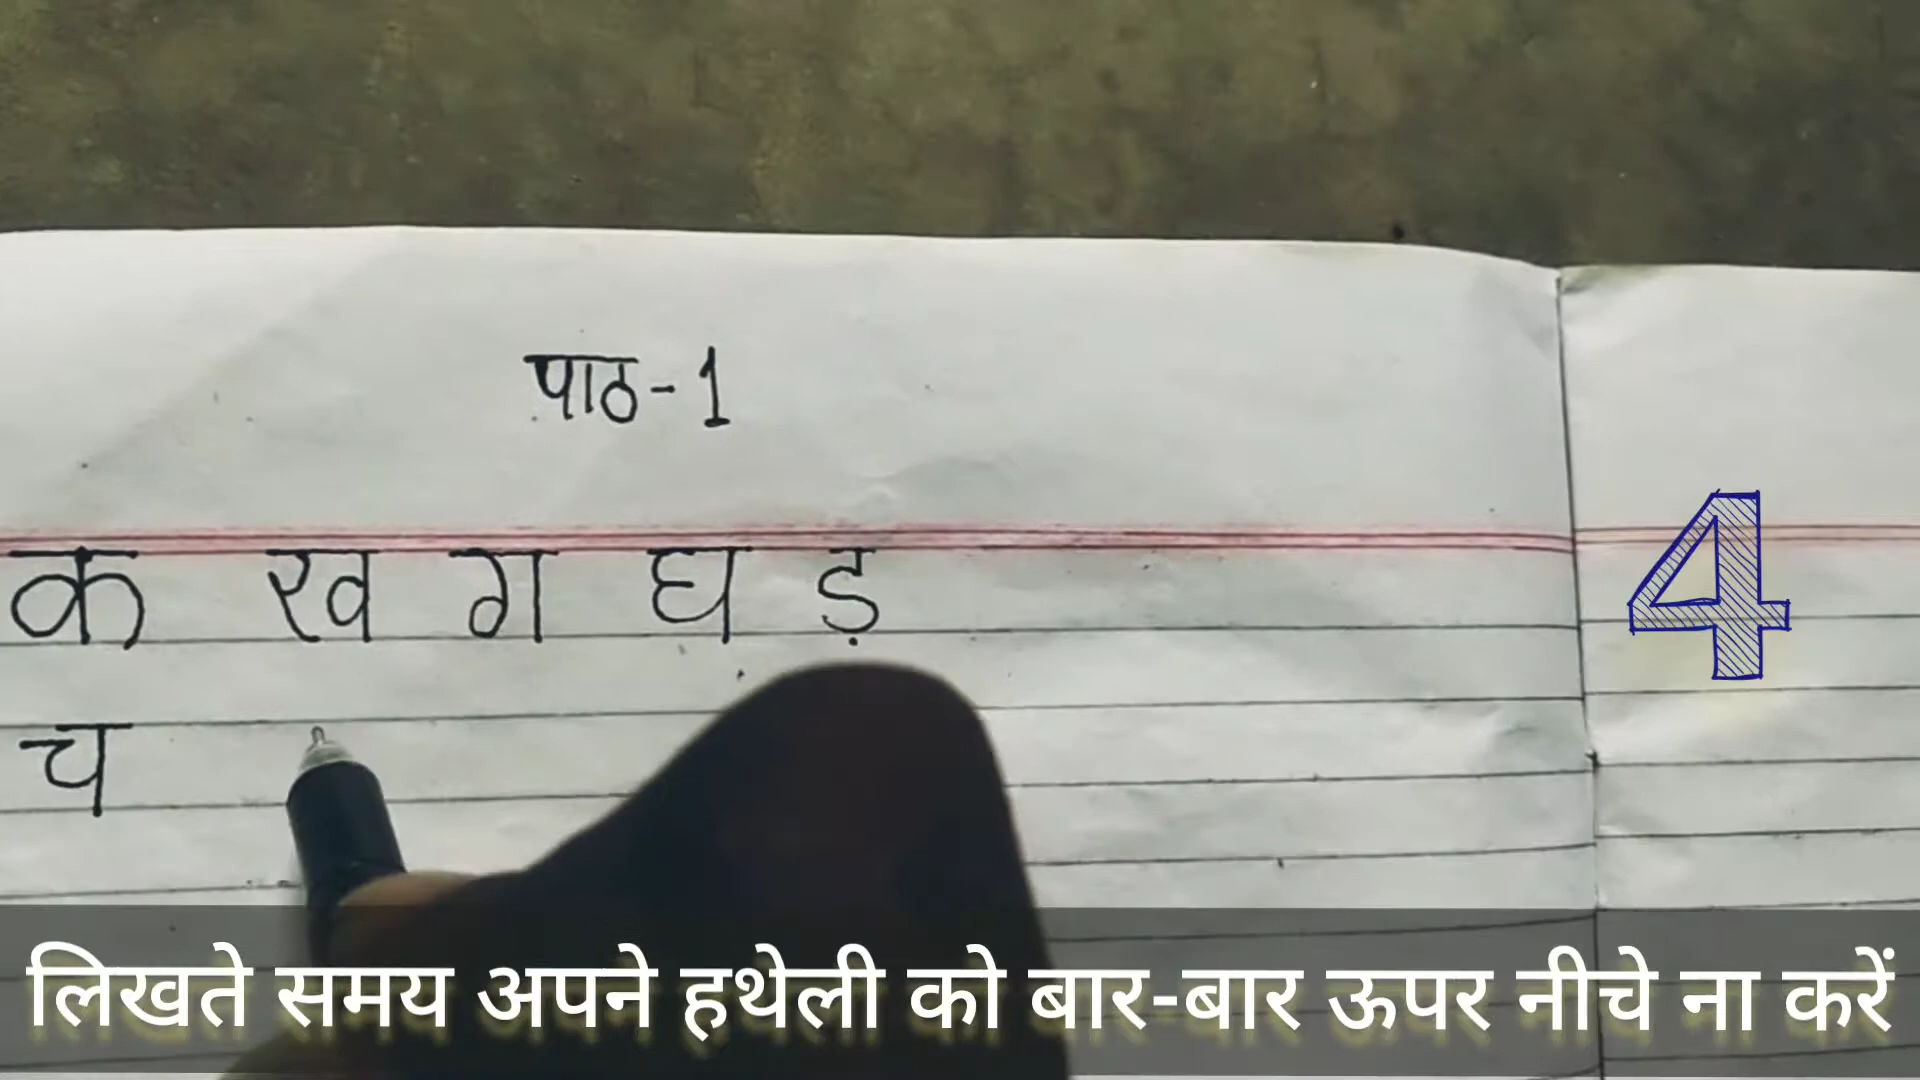 पाठ-1
क ख ग घ ड़
4
च
लिखते समय अपने हथेली को बार-बार ऊपर नीचे ना करें